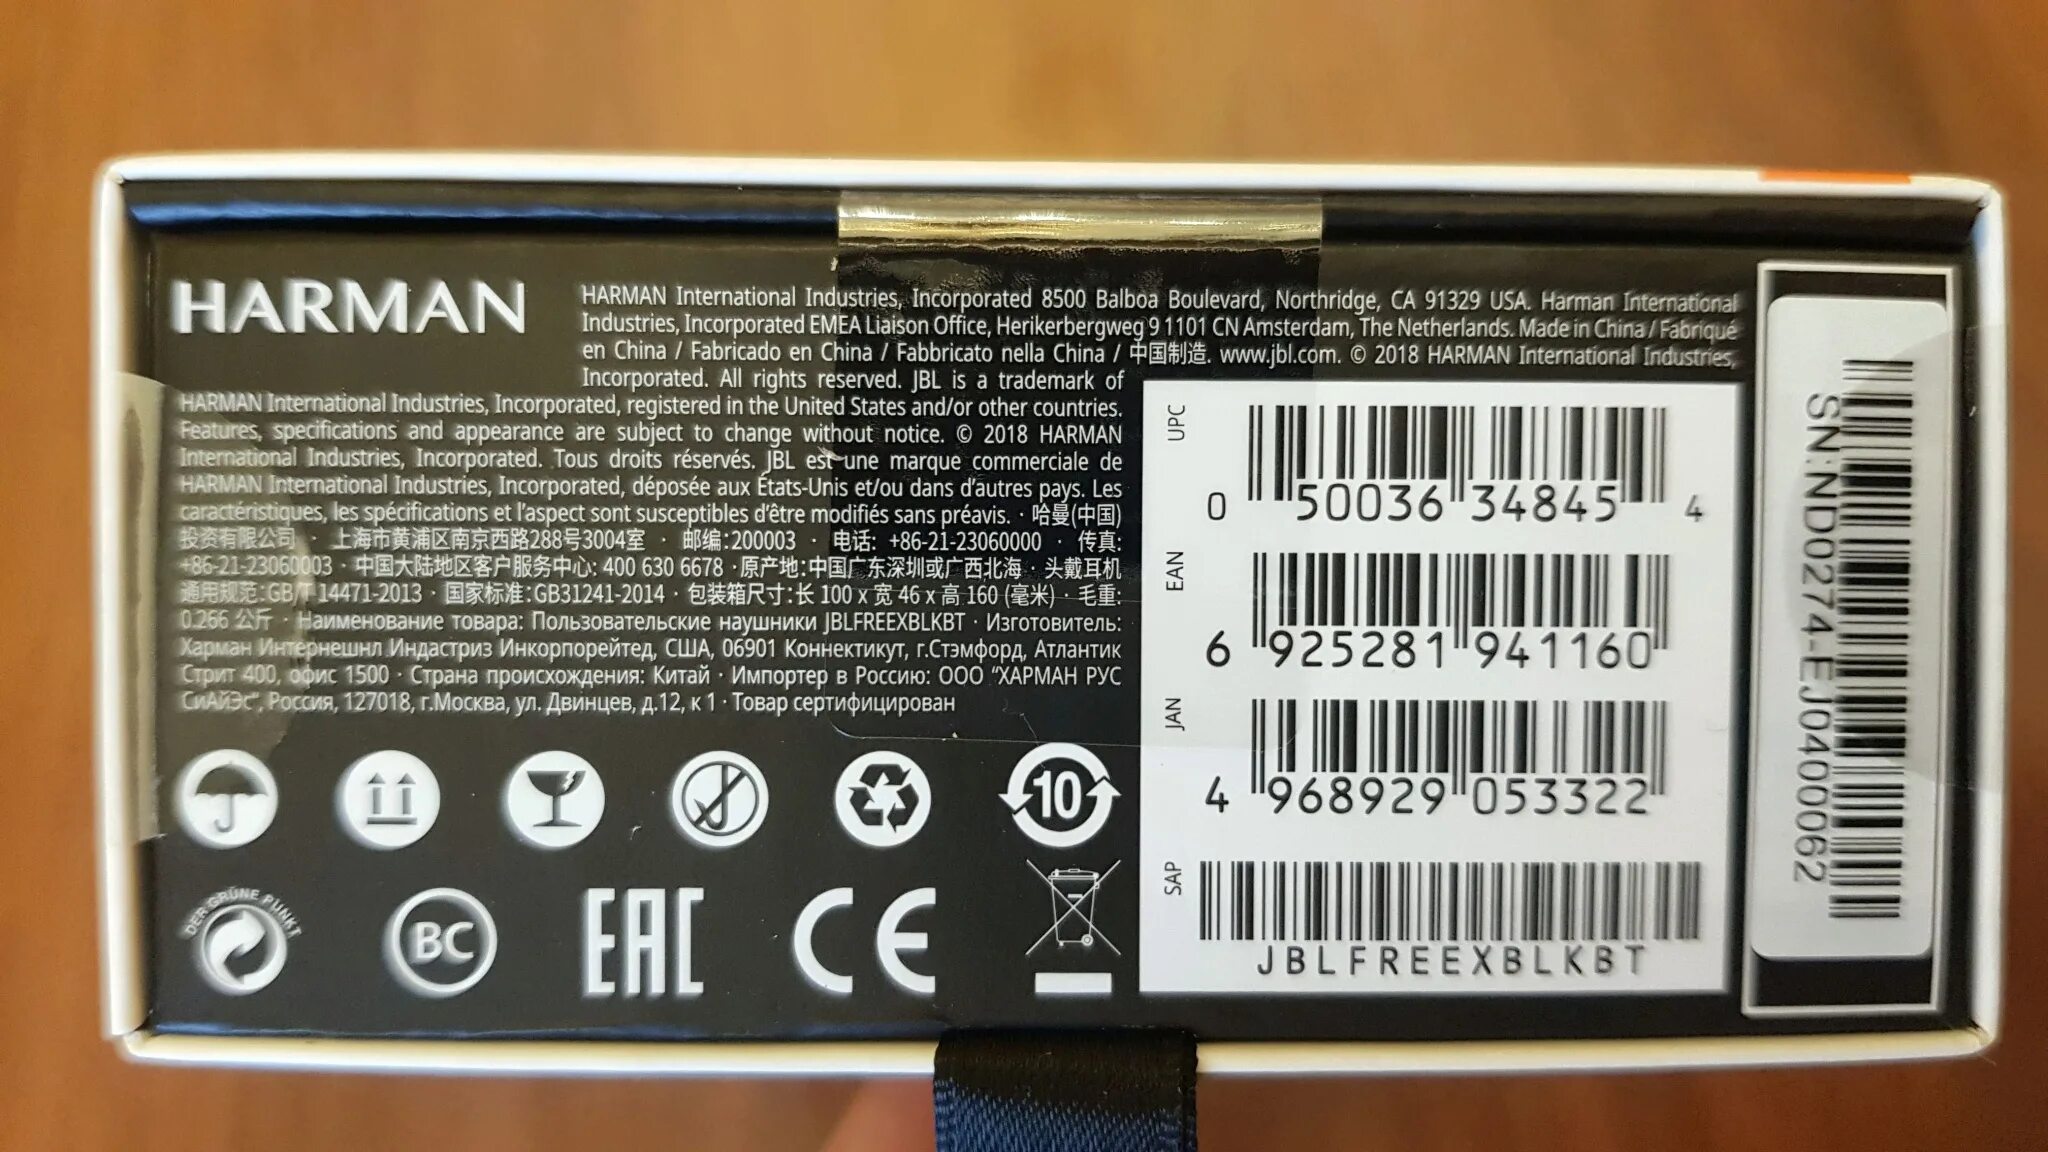 HARMAN
HARMAN International Industries, Incorporated 8500 Balboa Boulevard, Northridge, CA 91329 USA. Harman International
Industries, Incorporated EMEA Liaison Office, Herikerbergweg 9 1101 CN Amsterdam, The Netherlands. Made in China / Fabriqué
en China / Fabricado en China / Fabbricato nella China / 中国制造. www.jbl.com. © 2018 HARMAN International Industries,
Incorporated. All rights reserved. JBL is a trademark of
HARMAN International Industries, Incorporated, registered in the United States and/or other countries.
Features, specifications and appearance are subject to change without notice. © 2018 HARMAN
International Industries, Incorporated. Tous droits réservés. JBL est une marque commerciale de
HARMAN International Industries, Incorporated, déposée aux États-Unis et/ou dans d'autres pays. Les
caractéristiques, les spécifications et l'aspect sont susceptibles d'être modifiés sans préavis. · 哈曼(中国)
投资有限公司 · 上海市黄浦区南京西路288号3004室 · 邮编:200003 · 电话: +86-21-23060000 · 传真:
+86-21-23060003 · 中国大陆地区客户服务中心: 400 630 6678 · 原产地:中国广东深圳或广西北海 · 头戴耳机
通用规范:GB/T 14471-2013 · 国家标准:GB31241-2014 · 包装箱尺寸:长 100 x 宽 46 x 高 160 (毫米) · 毛重:
0.266 公斤 · Наименование товара: Пользовательские наушники JBLFREEXBLKBT · Изготовитель:
Харман Интернешнл Индастриз Инкорпорейтед, США, 06901 Коннектикут, г.Стэмфорд, Атлантик
Стрит 400, офис 1500 · Страна происхождения: Китай · Импортер в Россию: ООО "ХАРМАН РУС
СиАйЭс", Россия, 127018, г.Москва, ул. Двинцев, д.12, к 1 · Товар сертифицирован
10
DER GRÜNE PUNKT
BC
EAC
CE
UPC
0 50036 34845 4
EAN
6 925281 941160
JAN
4 968929 053322
SAP
JBLFREEXBLKBT
SN:ND0274-EJ0400062